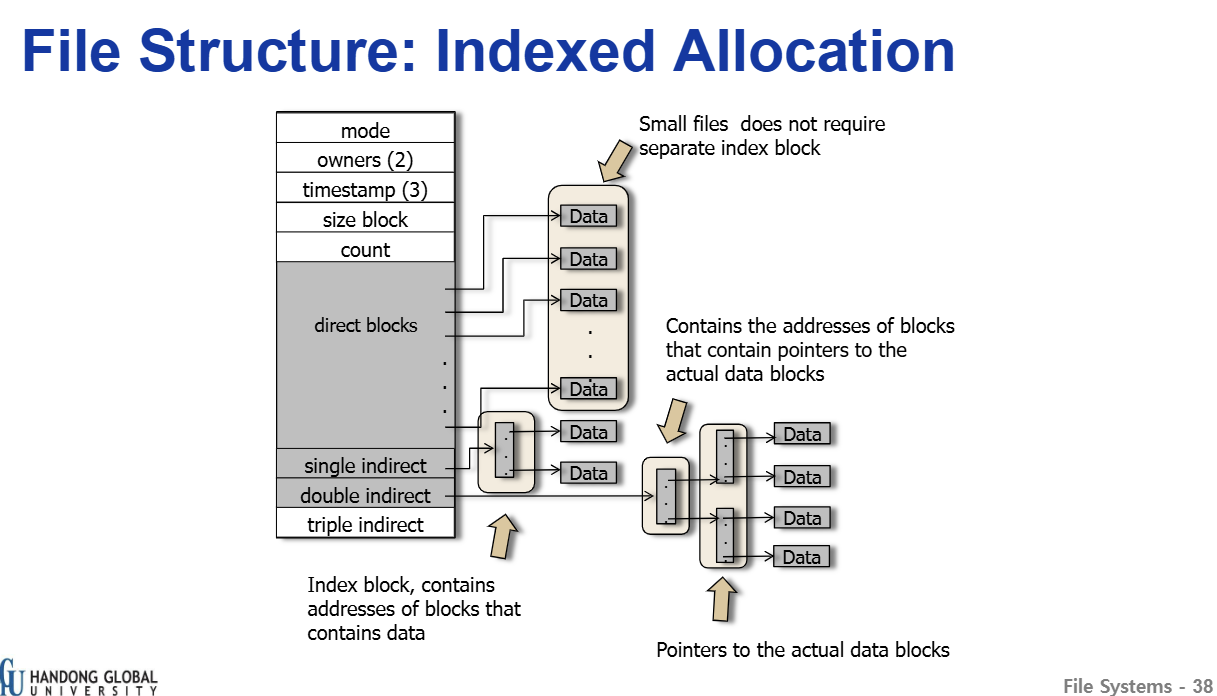 File Structure: Indexed Allocation
mode
owners (2)
timestamp (3)
size block
count
direct blocks
.
.
.
single indirect
double indirect
triple indirect
Small files does not require
separate index block
Data
Data
Data
.
.
.
Data
Data
Data
Contains the addresses of blocks
that contain pointers to the
actual data blocks
Data
Data
Data
Data
Index block, contains
addresses of blocks that
contains data
Pointers to the actual data blocks
GU HANDONG GLOBAL
UNIVERSITY
File Systems - 38